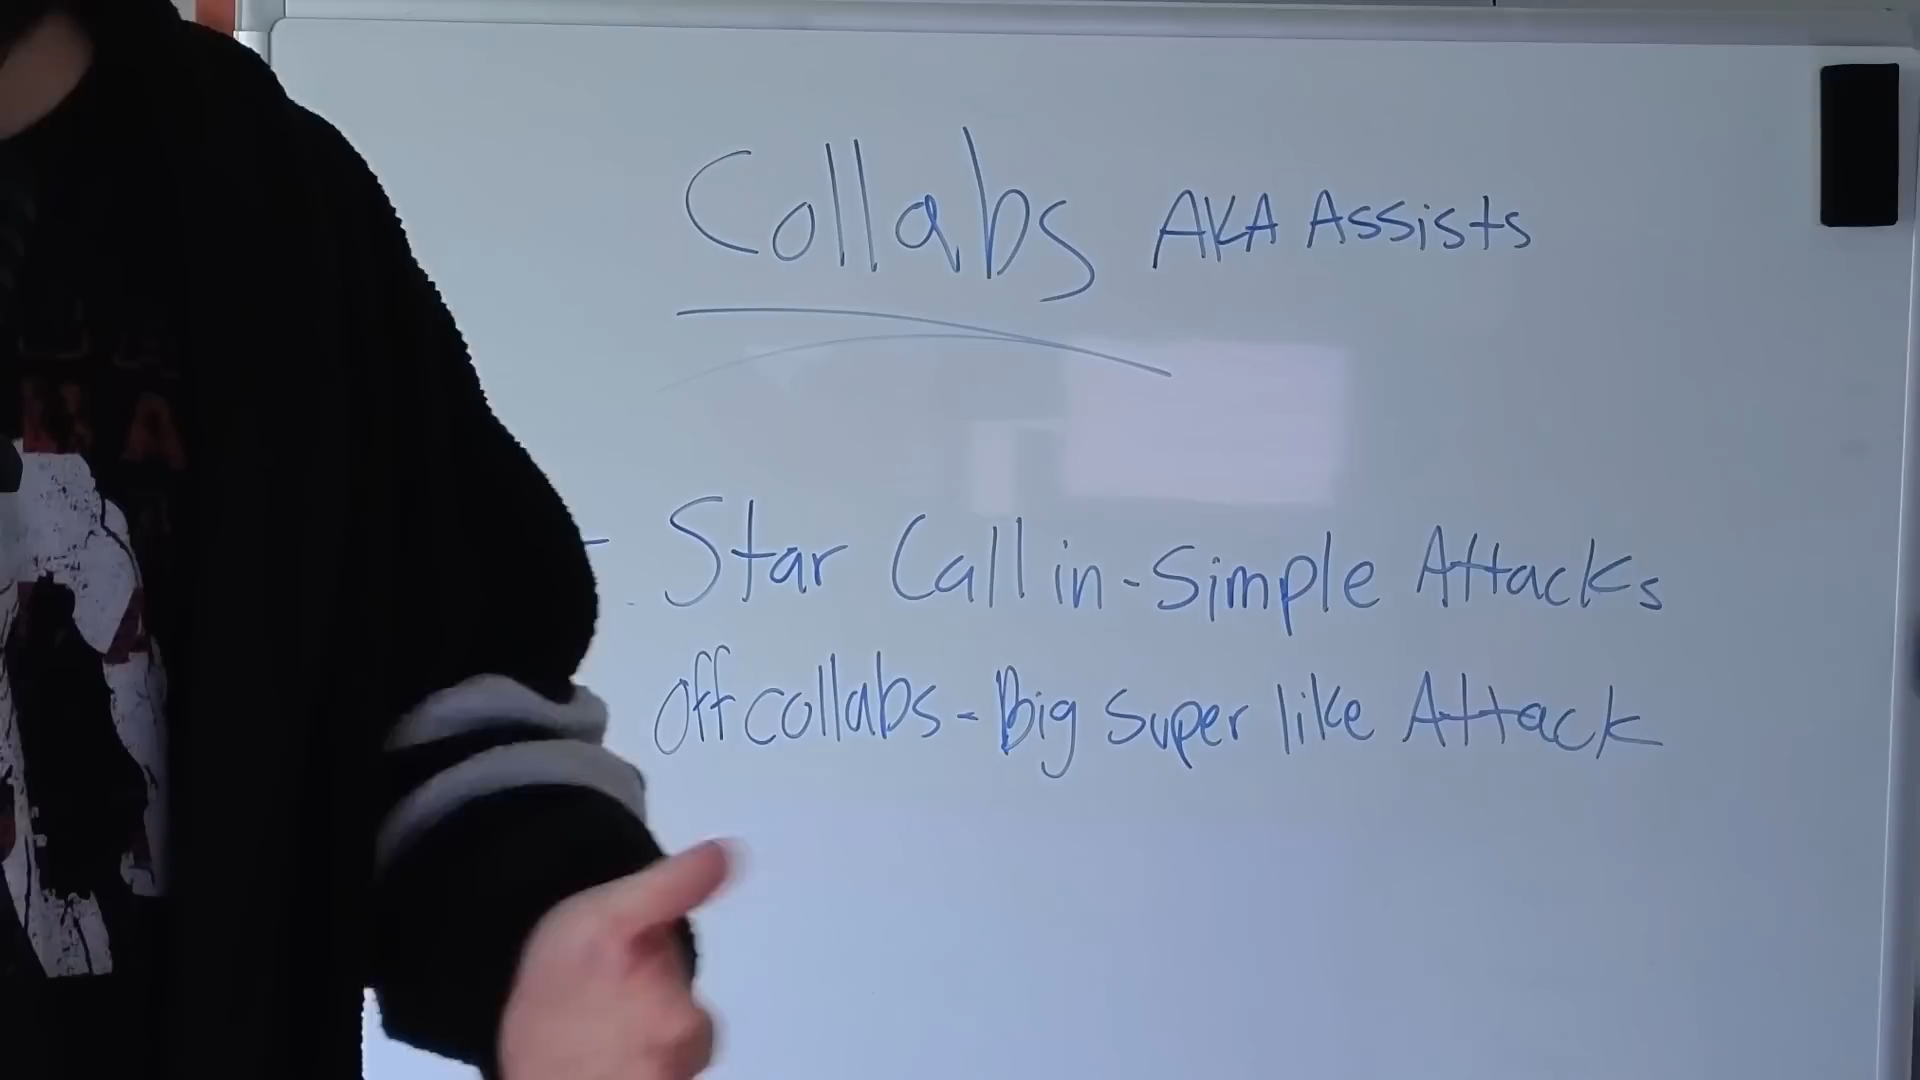 Collabs AKA Assists
- Star Call in - Simple Attacks
off collabs - Big Super like Attack